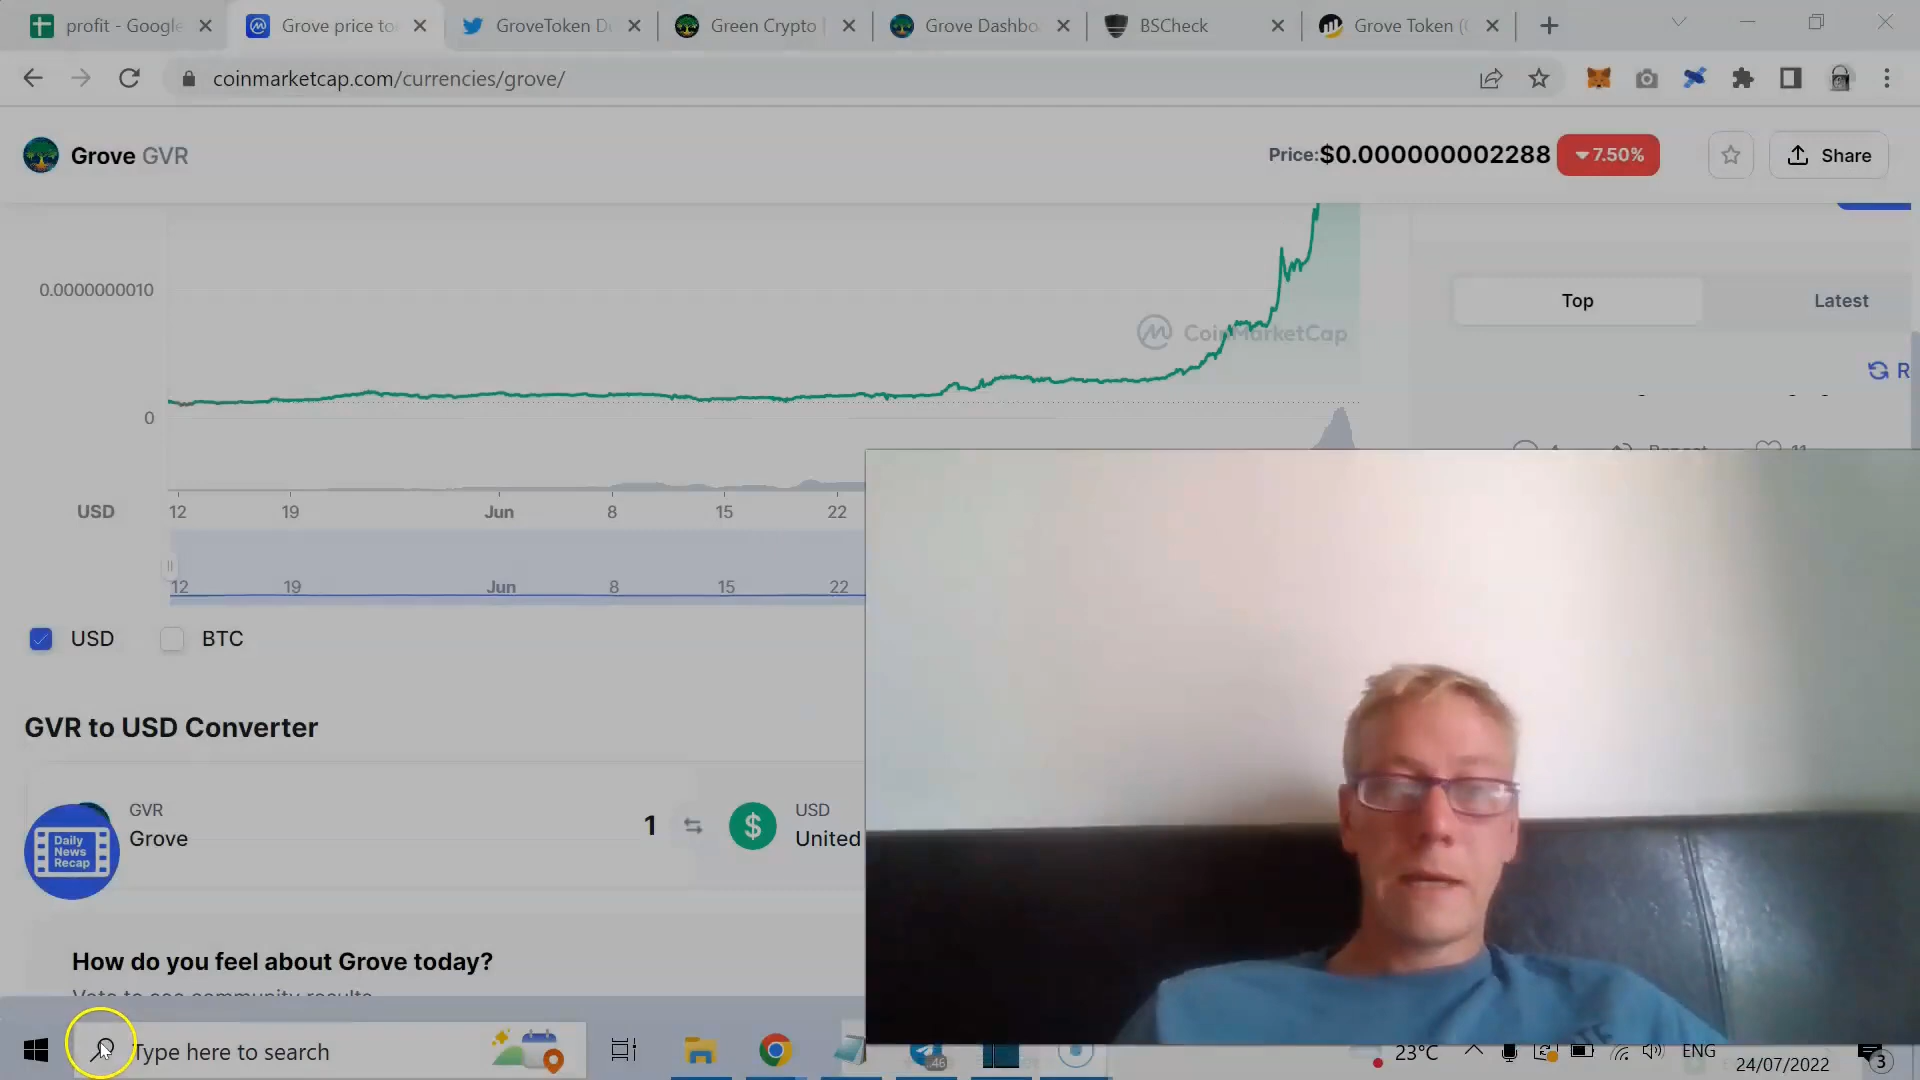 profit - Google
Grove price to
GroveToken D
Green Crypto
Grove Dashbo
BSCheck
Grove Token (
coinmarketcap.com/currencies/grove/
Grove GVR
Price:$0.000000002288
7.50%
Share
0.0000000010
CoinMarketCap
Top
Latest
R
0
USD
12
19
Jun
8
15
22
12
19
Jun
8
15
22
USD
BTC
GVR to USD Converter
GVR
Grove
1
$
USD
United
Daily
News
Recap
How do you feel about Grove today?
Type here to search
46
23°C
ENG
24/07/2022
3